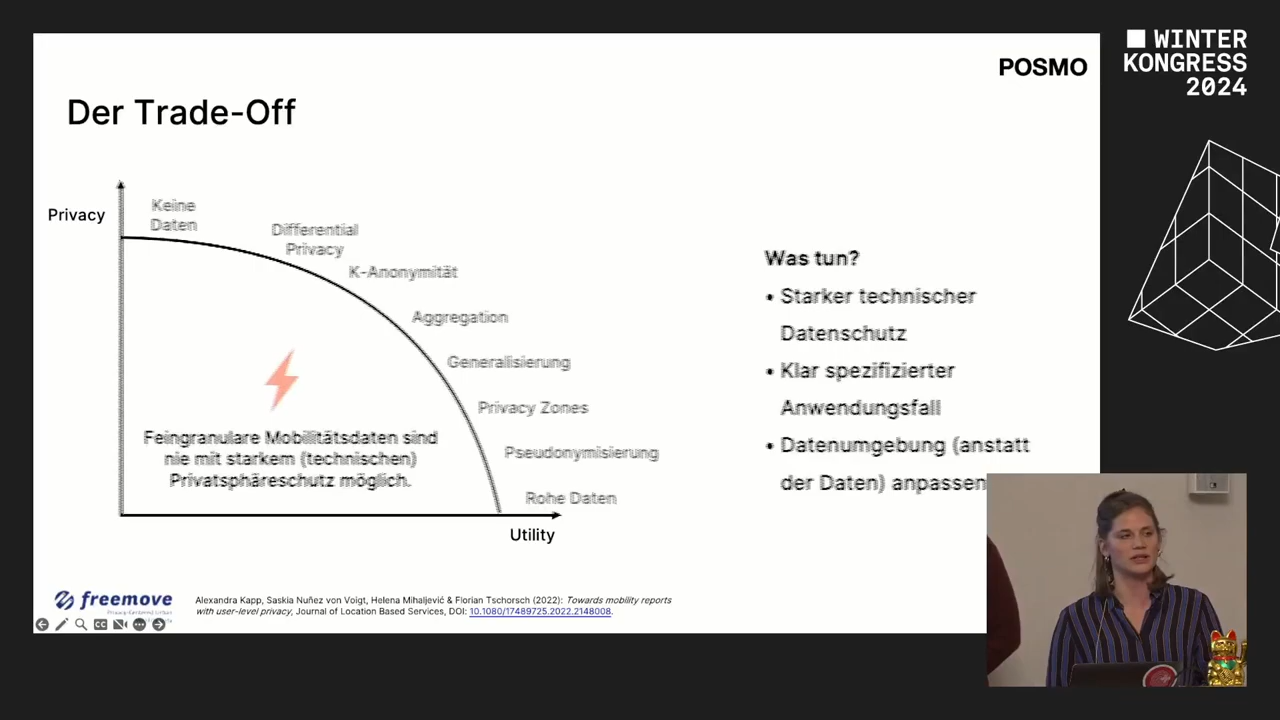 WINTER
KONGRESS
2024
POSMO
Der Trade-Off
Privacy
Keine
Daten
Differential
Privacy
K-Anonymität
Aggregation
Generalisierung
Privacy Zones
Pseudonymisierung
Rohe Daten
Feingranulare Mobilitätsdaten sind
nie mit starkem (technischen)
Privatsphäreschutz möglich.
Utility
Was tun?
• Starker technischer
Datenschutz
• Klar spezifizierter
Anwendungsfall
• Datenumgebung (anstatt
der Daten) anpassen
freemove
Alexandra Kapp, Saskia Nuñez von Voigt, Helena Mihaljević & Florian Tschorsch (2022): Towards mobility reports
with user-level privacy, Journal of Location Based Services, DOI: 10.1080/17489725.2022.2148008.